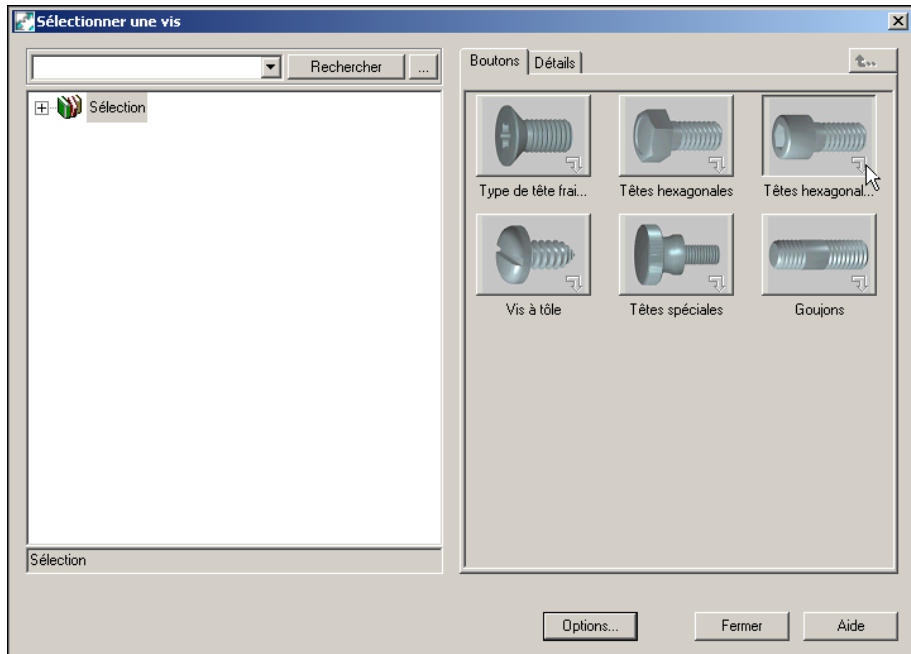 Sélectionner une vis
Rechercher
...
Sélection
Sélection
Boutons
Détails
Type de tête frai...
Têtes hexagonales
Têtes hexagonal...
Vis à tôle
Têtes spéciales
Goujons
Options...
Fermer
Aide